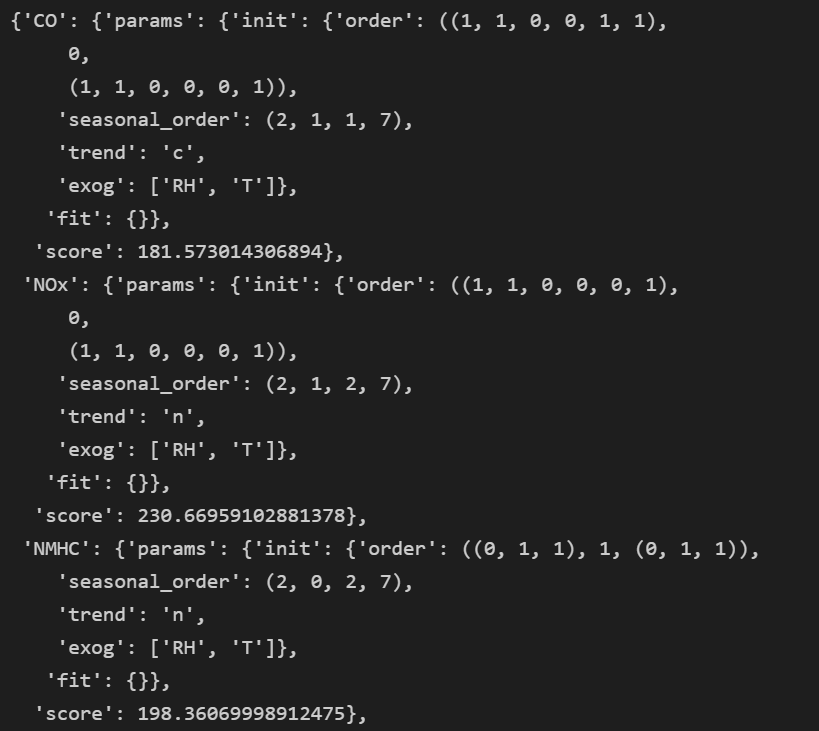 {'CO': {'params': {'init': {'order': ((1, 1, 0, 0, 1, 1),
0,
(1, 1, 0, 0, 0, 1)),
'seasonal_order': (2, 1, 1, 7),
'trend': 'c',
'exog': ['RH', 'T']},
'fit': {}},
'score': 181.573014306894},
'NOx': {'params': {'init': {'order': ((1, 1, 0, 0, 0, 1),
0,
(1, 1, 0, 0, 0, 1)),
'seasonal_order': (2, 1, 2, 7),
'trend': 'n',
'exog': ['RH', 'T']},
'fit': {}},
'score': 230.66959102881378},
'NMHC': {'params': {'init': {'order': ((0, 1, 1), 1, (0, 1, 1)),
'seasonal_order': (2, 0, 2, 7),
'trend': 'n',
'exog': ['RH', 'T']},
'fit': {}},
'score': 198.36069998912475},